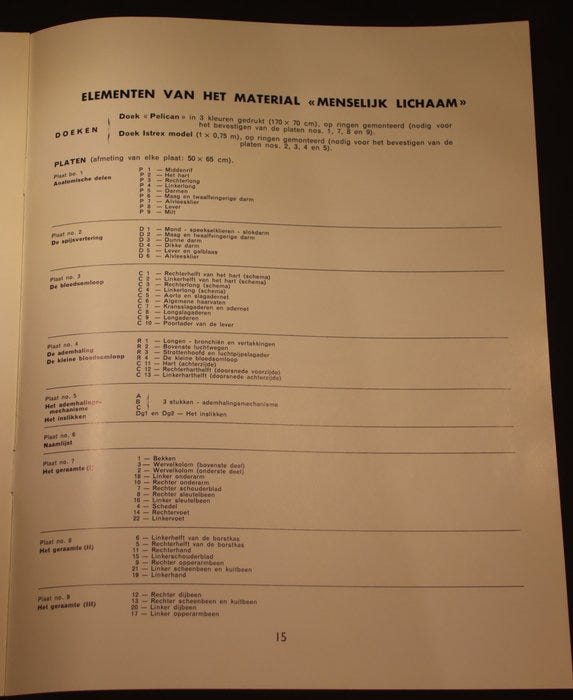 ELEMENTEN VAN HET MATERIAL «MENSELIJK LICHAAM»
DOEKEN
Doek «Pelican» in 3 kleuren gedrukt (170 × 70 cm), op ringen gemonteerd (nodig voor
het bevestigen van de platen nos. 1, 7, 8 en 9).
Doek Istrex model (1 × 0,75 m), op ringen gemonteerd (nodig voor het bevestigen van de
platen nos. 2, 3, 4 en 5).
PLATEN (afmeting van elke plaat: 50 × 65 cm).
Plaat no. 1
Anatomische delen
P 1 — Middenrif
P 2 — Het hart
P 3 — Rechterlong
P 4 — Linkerlong
P 5 — Darmen
P 6 — Maag en twaalfvingerige darm
P 7 — Alvleesklier
P 8 — Lever
P 9 — Milt
Plaat no. 2
De spijsvertering
D 1 — Mond - speekselklieren - slokdarm
D 2 — Maag en twaalfvingerige darm
D 3 — Dunne darm
D 4 — Dikke darm
D 5 — Lever en galblaas
D 6 — Alvleesklier
Plaat no. 3
De bloedsomloop
C 1 — Rechterhelft van het hart (schema)
C 2 — Linkerhelft van het hart (schema)
C 3 — Rechterlong (schema)
C 4 — Linkerlong (schema)
C 5 — Aorta en slagadernet
C 6 — Algemene haarvaten
C 7 — Kransslagaderen en adernet
C 8 — Longslagaderen
C 9 — Longaderen
C 10 — Poortader van de lever
Plaat no. 4
De ademhaling
De kleine bloedsomloop
R 1 — Longen - bronchiën en vertakkingen
R 2 — Bovenste luchtwegen
R 3 — Strottenhoofd en luchtpijpslagader
R 4 — De kleine bloedsomloop
C 11 — Hart (achterzijde)
C 12 — Rechterharthelft (doorsnede voorzijde)
C 13 — Linkerharthelft (doorsnede achterzijde)
Plaat no. 5
Het ademhalings-
mechanisme
Het inslikken
A
B
C
3 stukken - ademhalingsmechanisme
Dg1 en Dg2 — Het inslikken
Plaat no. 6
Naamlijst
Plaat no. 7
Het geraamte (I)
1 — Bekken
3 — Wervelkolom (bovenste deel)
2 — Wervelkolom (onderste deel)
18 — Linker onderarm
10 — Rechter onderarm
7 — Rechter schouderblad
8 — Rechter sleutelbeen
16 — Linker sleutelbeen
4 — Schedel
14 — Rechtervoet
22 — Linkervoet
Plaat no. 8
Het geraamte (II)
6 — Linkerhelft van de borstkas
5 — Rechterhelft van de borstkas
11 — Rechterhand
15 — Linkerschouderblad
9 — Rechter opperarmbeen
21 — Linker scheenbeen en kuitbeen
19 — Linkerhand
Plaat no. 9
Het geraamte (III)
12 — Rechter dijbeen
13 — Rechter scheenbeen en kuitbeen
20 — Linker dijbeen
17 — Linker opperarmbeen
15